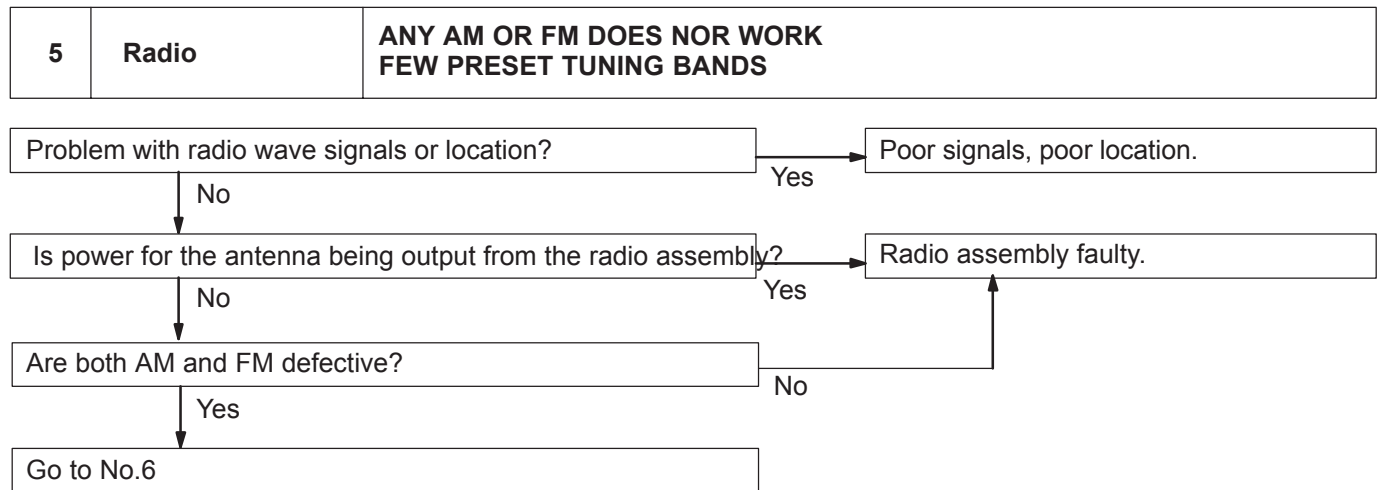 5 Radio ANY AM OR FM DOES NOR WORK
FEW PRESET TUNING BANDS
Problem with radio wave signals or location?
Yes
Poor signals, poor location.
No
Is power for the antenna being output from the radio assembly?
Yes
Radio assembly faulty.
No
Are both AM and FM defective?
No
Yes
Go to No.6